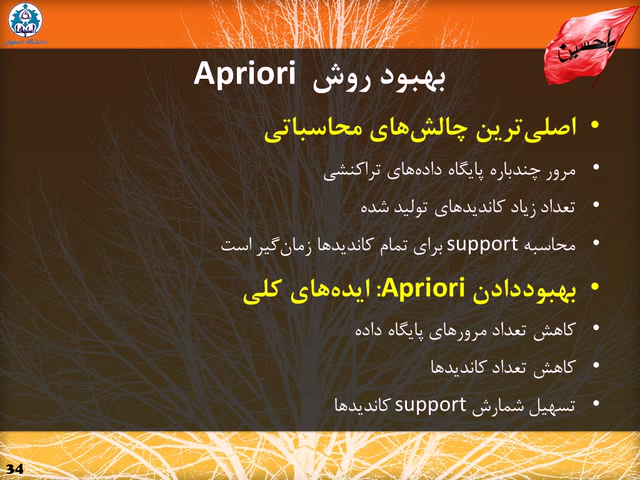 دانشگاه اصفهان
یاحسین
بهبود روش Apriori
• اصلی‌ترین چالش‌های محاسباتی
• مرور چندباره پایگاه داده‌های تراکنشی
• تعداد زیاد کاندیدهای تولید شده
• محاسبه support برای تمام کاندیدها زمان‌گیر است
• بهبوددادن Apriori: ایده‌های کلی
• کاهش تعداد مرورهای پایگاه داده
• کاهش تعداد کاندیدها
• تسهیل شمارش support کاندیدها
34